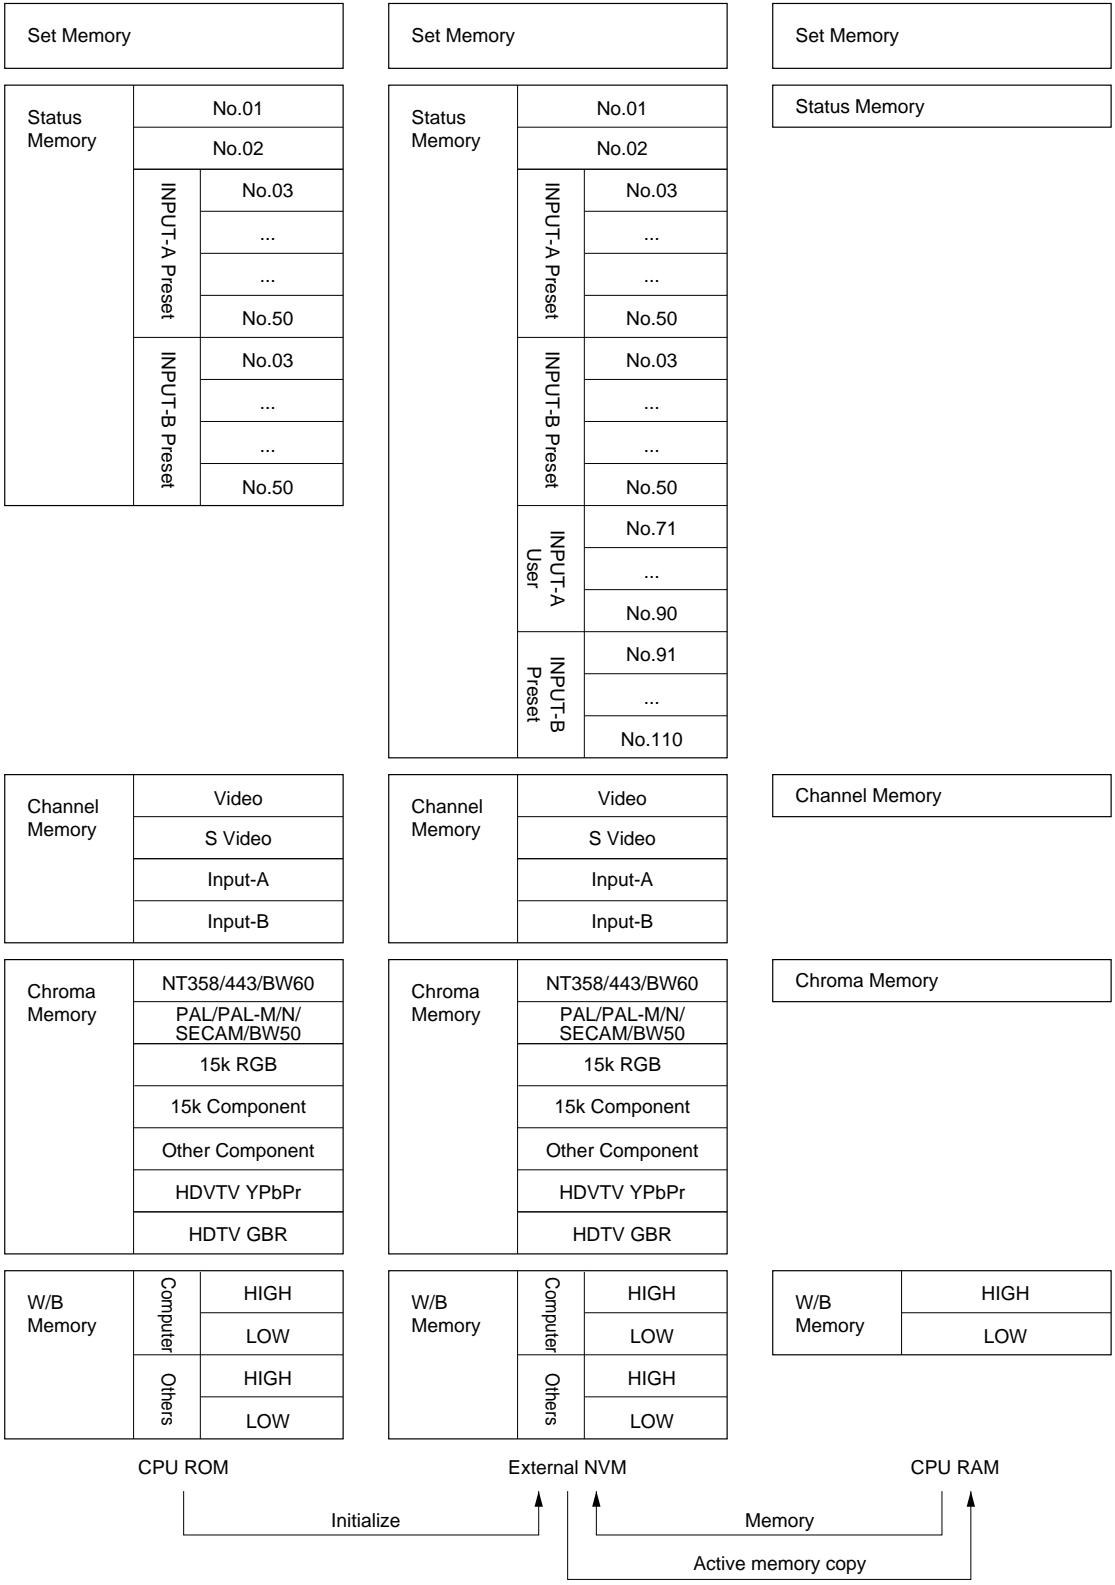 Set Memory
Status
Memory
No.01
No.02
INPUT-A Preset
No.03
...
...
No.50
INPUT-B Preset
No.03
...
...
No.50
Channel
Memory
Video
S Video
Input-A
Input-B
Chroma
Memory
NT358/443/BW60
PAL/PAL-M/N/
SECAM/BW50
15k RGB
15k Component
Other Component
HDVTV YPbPr
HDTV GBR
W/B
Memory
Computer
HIGH
LOW
Others
HIGH
LOW
CPU ROM
Set Memory
Status
Memory
No.01
No.02
INPUT-A Preset
No.03
...
...
No.50
INPUT-B Preset
No.03
...
...
No.50
INPUT-A
User
No.71
...
No.90
INPUT-B
Preset
No.91
...
No.110
Channel
Memory
Video
S Video
Input-A
Input-B
Chroma
Memory
NT358/443/BW60
PAL/PAL-M/N/
SECAM/BW50
15k RGB
15k Component
Other Component
HDVTV YPbPr
HDTV GBR
W/B
Memory
Computer
HIGH
LOW
Others
HIGH
LOW
External NVM
Set Memory
Status Memory
Channel Memory
Chroma Memory
W/B
Memory
HIGH
LOW
CPU RAM
Initialize
Memory
Active memory copy